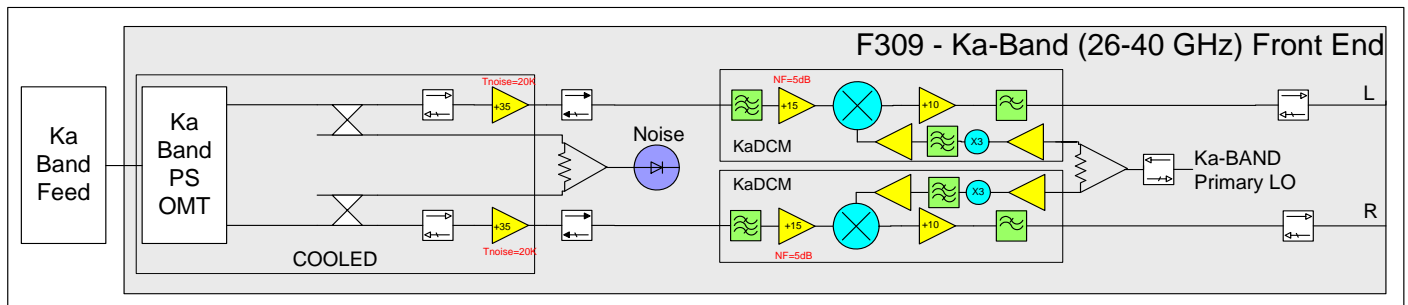 F309 - Ka-Band (26-40 GHz) Front End
Tnoise=20K
NF=5dB
+35
+15
+10
L
KaDCM
X3
Ka
Band
Feed
Ka
Band
PS
OMT
Noise
Ka-BAND
Primary LO
KaDCM
X3
+35
+15
+10
R
Tnoise=20K
NF=5dB
COOLED